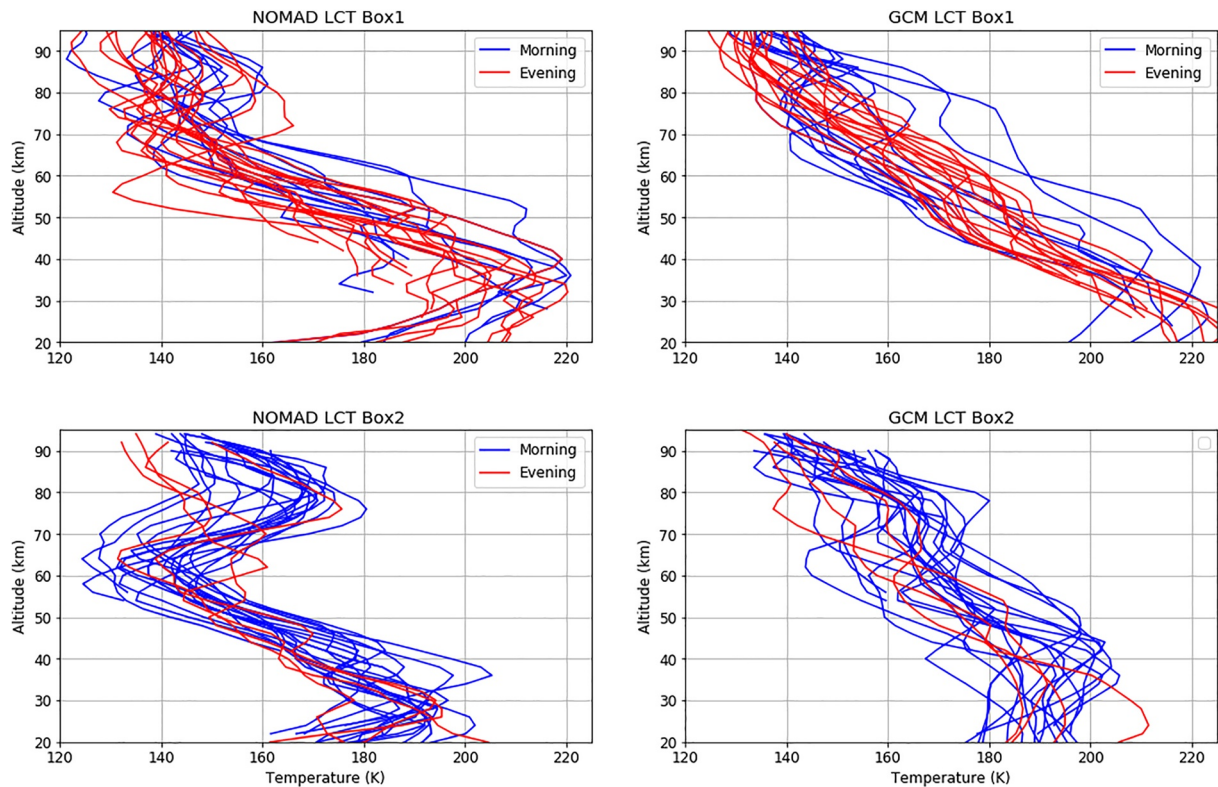 NOMAD LCT Box1
90
80
70
60
50
40
30
20
Altitude (km)
120 140 160 180 200 220
Morning
Evening
GCM LCT Box1
90
80
70
60
50
40
30
20
Altitude (km)
120 140 160 180 200 220
Morning
Evening
NOMAD LCT Box2
90
80
70
60
50
40
30
20
Altitude (km)
120 140 160 180 200 220
Temperature (K)
Morning
Evening
GCM LCT Box2
90
80
70
60
50
40
30
20
Altitude (km)
120 140 160 180 200 220
Temperature (K)